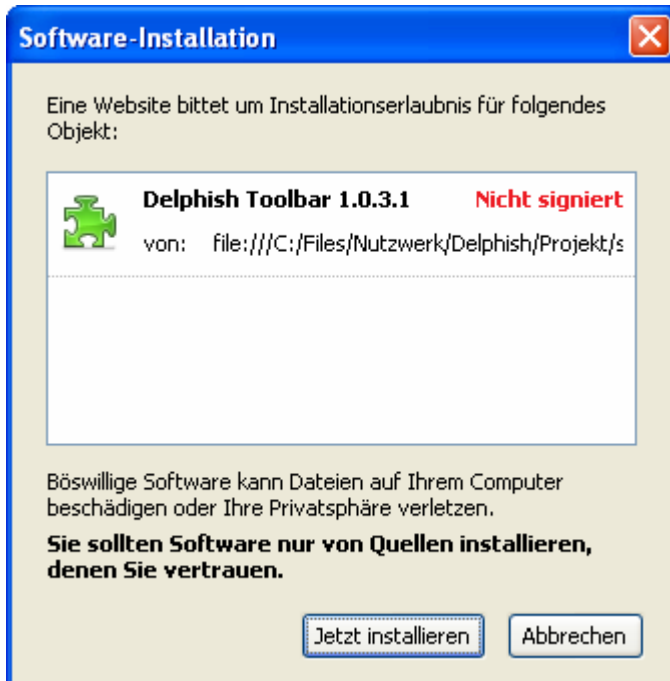 Software-Installation
Eine Website bittet um Installationserlaubnis für folgendes
Objekt:
Delphish Toolbar 1.0.3.1 Nicht signiert
von: file:///C:/Files/Nutzwerk/Delphish/Projekt/s
Böswillige Software kann Dateien auf Ihrem Computer
beschädigen oder Ihre Privatsphäre verletzen.
Sie sollten Software nur von Quellen installieren,
denen Sie vertrauen.
Jetzt installieren Abbrechen